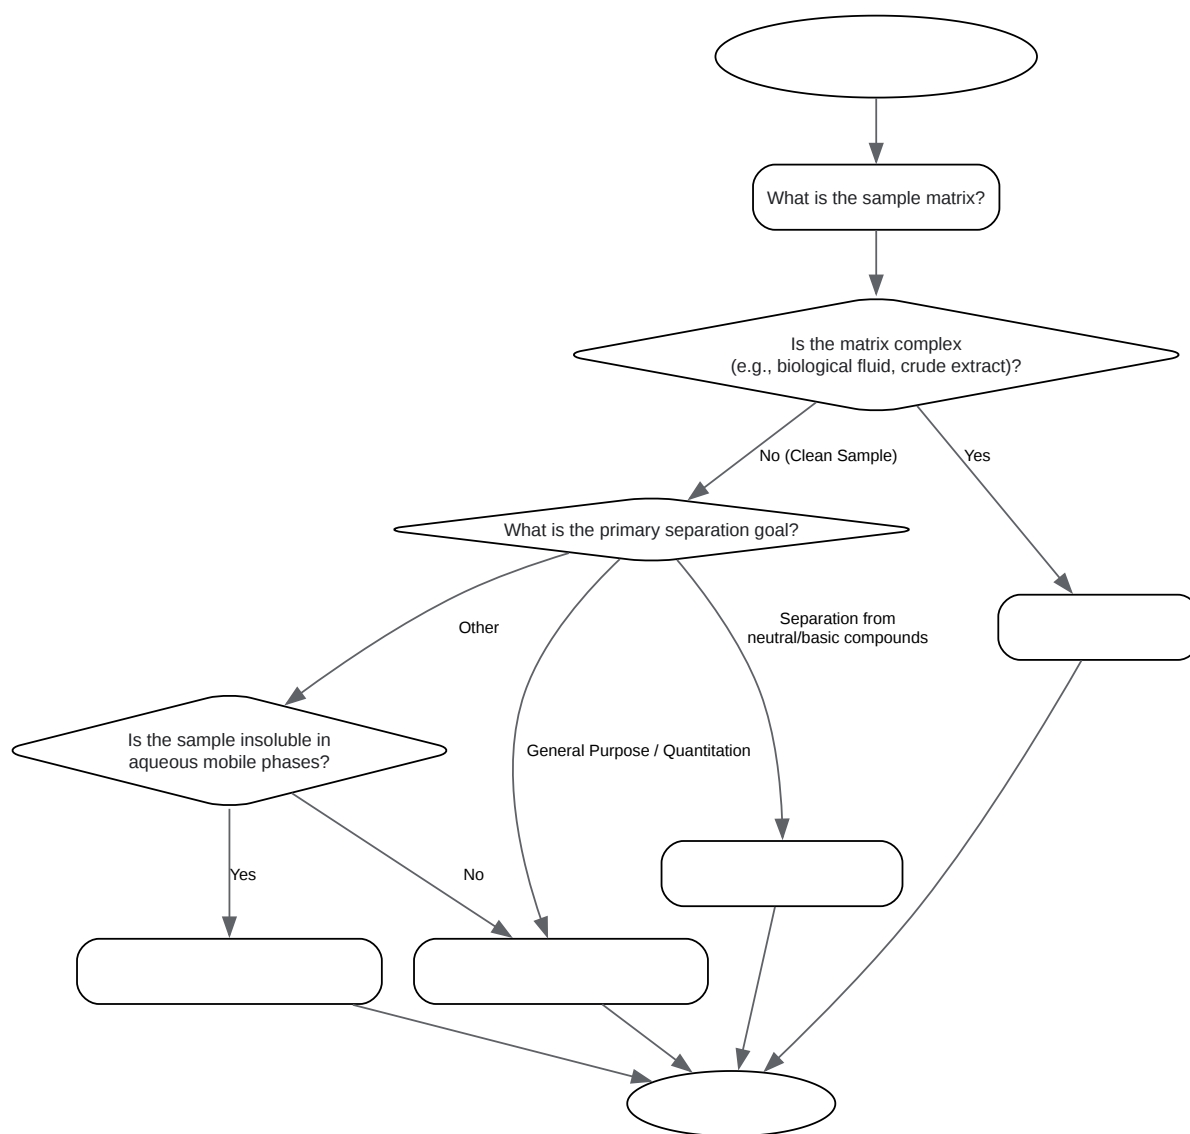 What is the sample matrix?
Is the matrix complex
(e.g., biological fluid, crude extract)?
No (Clean Sample)
Yes
What is the primary separation goal?
Separation from
neutral/basic compounds
Other
Is the sample insoluble in
aqueous mobile phases?
General Purpose / Quantitation
Yes
No